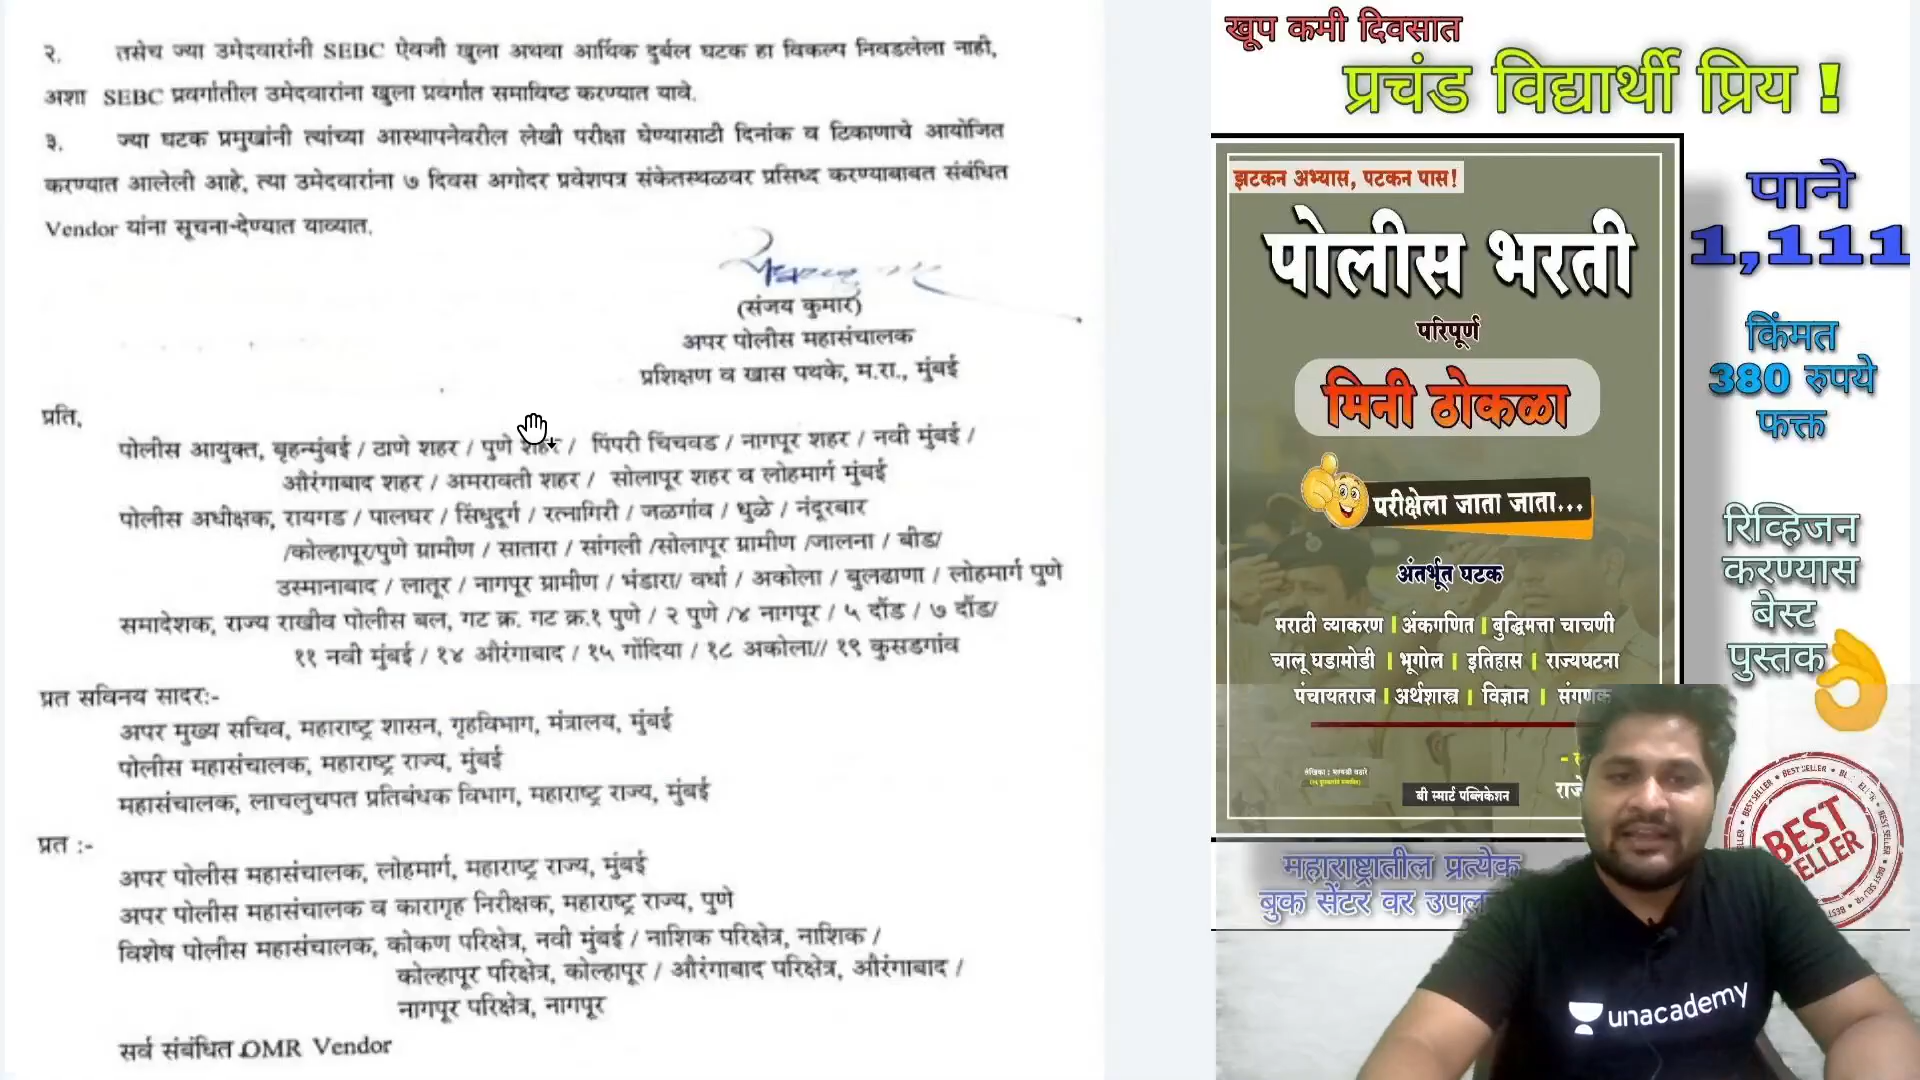 २. तसेच ज्या उमेदवारांनी SEBC ऐवजी खुला अथवा आर्थिक दुर्बल घटक हा विकल्प निवडलेला नाही,
अशा SEBC प्रवर्गातील उमेदवारांना खुला प्रवर्गात समाविष्ट करण्यात यावे.
३. ज्या घटक प्रमुखांनी त्यांच्या आस्थापनेवरील लेखी परीक्षा घेण्यासाठी दिनांक व टिकाणाचे आयोजित
करण्यात आलेली आहे, त्या उमेदवारांना ७ दिवस अगोदर प्रवेशपत्र संकेतस्थळवर प्रसिध्द करण्याबाबत संबंधित
Vendor यांना सूचना-देण्यात याव्यात.
(संजय कुमार)
अपर पोलीस महासंचालक
प्रशिक्षण व खास पथके, म.रा., मुंबई
प्रति,
पोलीस आयुक्त, बृहन्मुंबई / ठाणे शहर / पुणे शहर / पिंपरी चिंचवड / नागपूर शहर / नवी मुंबई /
औरंगाबाद शहर / अमरावती शहर / सोलापूर शहर व लोहमार्ग मुंबई
पोलीस अधीक्षक, रायगड / पालघर / सिंधुदूर्ग / रत्नागिरी / जळगांव / धुळे / नंदूरबार
/कोल्हापूर/पुणे ग्रामीण / सातारा / सांगली /सोलापूर ग्रामीण /जालना / बीड/
उस्मानाबाद / लातूर / नागपूर ग्रामीण / भंडारा/ वर्धा / अकोला / बुलढाणा / लोहमार्ग पुणे
समादेशक, राज्य राखीव पोलीस बल, गट क्र. गट क्र.१ पुणे / २ पुणे /४ नागपूर / ५ दौंड / ७ दौंड/
११ नवी मुंबई / १४ औरंगाबाद / १५ गोंदिया / १८ अकोला// १९ कुसडगांव
प्रत सविनय सादर:-
अपर मुख्य सचिव, महाराष्ट्र शासन, गृहविभाग, मंत्रालय, मुंबई
पोलीस महासंचालक, महाराष्ट्र राज्य, मुंबई
महासंचालक, लाचलुचपत प्रतिबंधक विभाग, महाराष्ट्र राज्य, मुंबई
प्रत :-
अपर पोलीस महासंचालक, लोहमार्ग, महाराष्ट्र राज्य, मुंबई
अपर पोलीस महासंचालक व कारागृह निरीक्षक, महाराष्ट्र राज्य, पुणे
विशेष पोलीस महासंचालक, कोकण परिक्षेत्र, नवी मुंबई / नाशिक परिक्षेत्र, नाशिक /
कोल्हापूर परिक्षेत्र, कोल्हापूर / औरंगाबाद परिक्षेत्र, औरंगाबाद /
नागपूर परिक्षेत्र, नागपूर
सर्व संबंधित OMR Vendor
खूप कमी दिवसात
प्रचंड विद्यार्थी प्रिय !
झटकन अभ्यास, पटकन पास!
पोलीस भरती
परिपूर्ण
मिनी ठोकळा
परीक्षेला जाता जाता...
अंतर्भूत घटक
मराठी व्याकरण | अंकगणित | बुद्धिमत्ता चाचणी
चालू घडामोडी | भूगोल | इतिहास | राज्यघटना
पंचायतराज | अर्थशास्त्र | विज्ञान | संगणक
बी स्मार्ट पब्लिकेशन
पाने
1,111
किंमत
380 रुपये
फक्त
रिव्हिजन
करण्यास
बेस्ट
पुस्तक
BEST
SELLER
महाराष्ट्रातील प्रत्येक
बुक सेंटर वर
unacademy